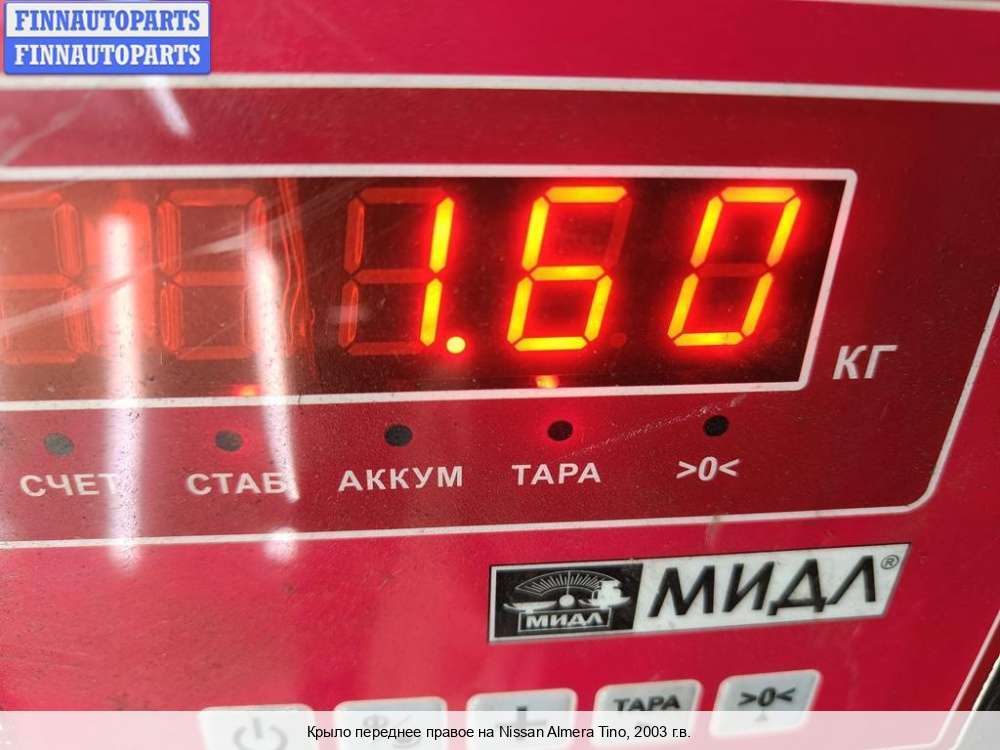 FINNAUTOPARTS
FINNAUTOPARTS
1.60
КГ
СЧЕТ СТАБ АККУМ ТАРА >0<
МИДЛ МИДЛ®
ТАРА >0<
Крыло переднее правое на Nissan Almera Tino, 2003 г.в.